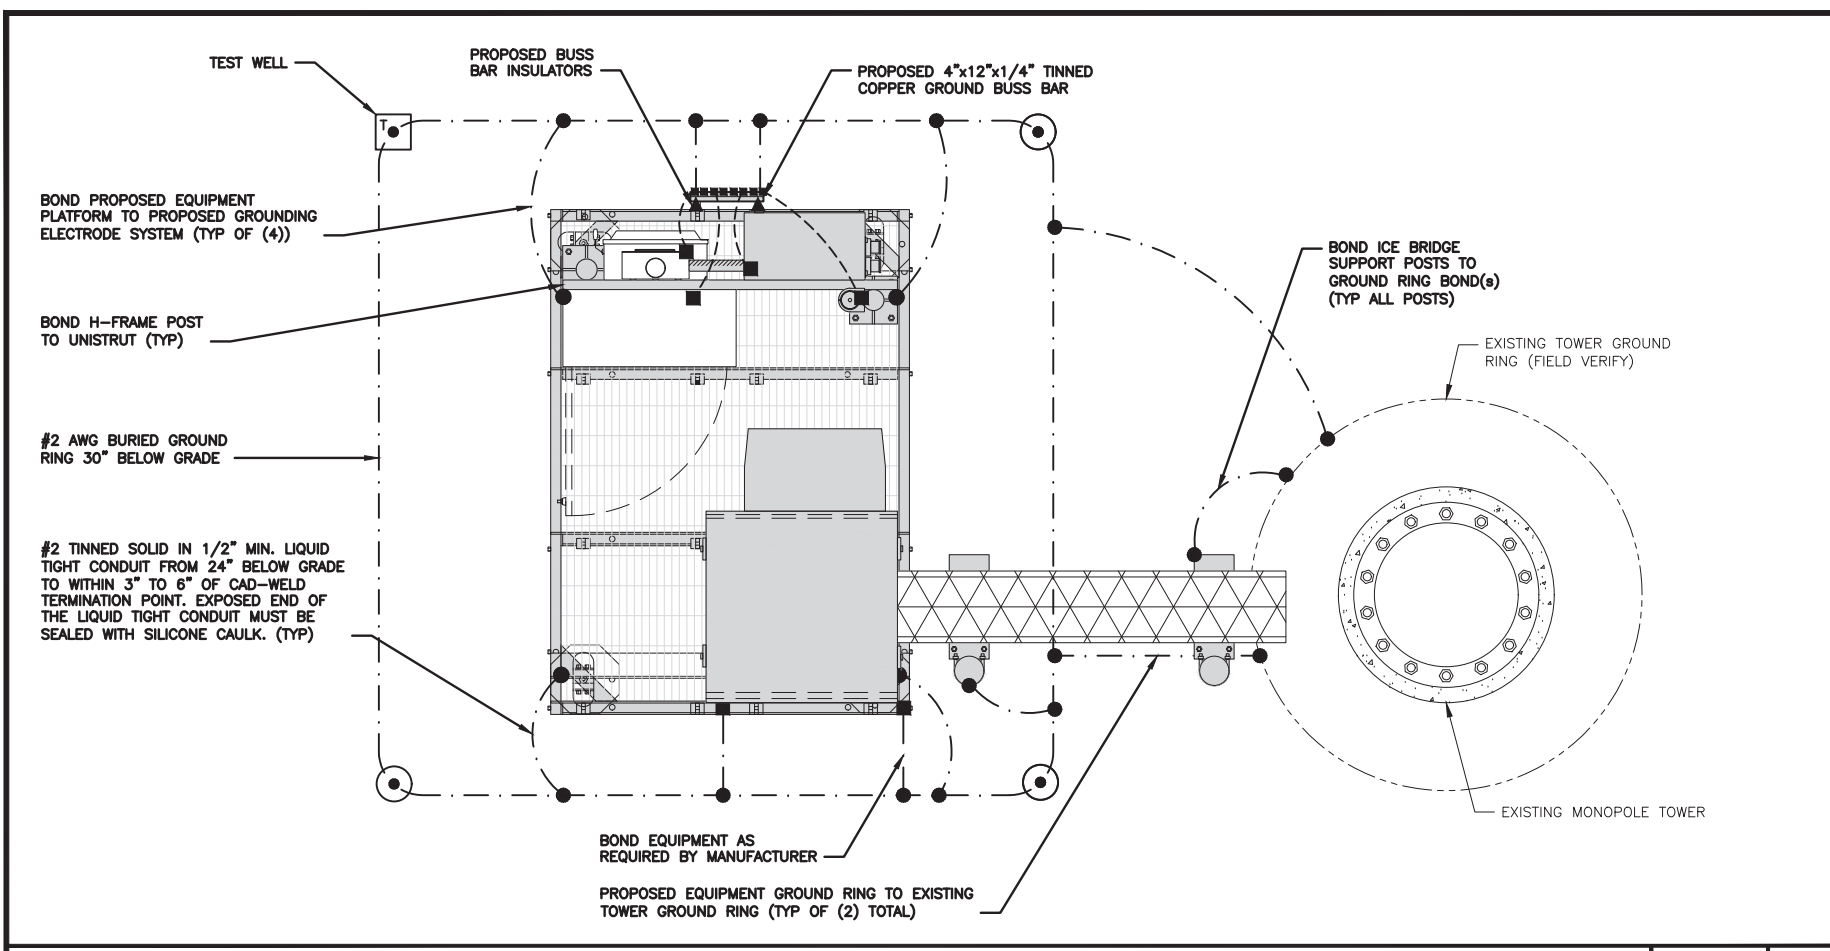 TEST WELL
PROPOSED BUSS
BAR INSULATORS
PROPOSED 4"x12"x1/4" TINNED
COPPER GROUND BUSS BAR
T
BOND PROPOSED EQUIPMENT
PLATFORM TO PROPOSED GROUNDING
ELECTRODE SYSTEM (TYP OF (4))
BOND ICE BRIDGE
SUPPORT POSTS TO
GROUND RING BOND(s)
(TYP ALL POSTS)
BOND H-FRAME POST
TO UNISTRUT (TYP)
EXISTING TOWER GROUND
RING (FIELD VERIFY)
#2 AWG BURIED GROUND
RING 30" BELOW GRADE
#2 TINNED SOLID IN 1/2" MIN. LIQUID
TIGHT CONDUIT FROM 24" BELOW GRADE
TO WITHIN 3" TO 6" OF CAD-WELD
TERMINATION POINT. EXPOSED END OF
THE LIQUID TIGHT CONDUIT MUST BE
SEALED WITH SILICONE CAULK. (TYP)
EXISTING MONOPOLE TOWER
BOND EQUIPMENT AS
REQUIRED BY MANUFACTURER
PROPOSED EQUIPMENT GROUND RING TO EXISTING
TOWER GROUND RING (TYP OF (2) TOTAL)